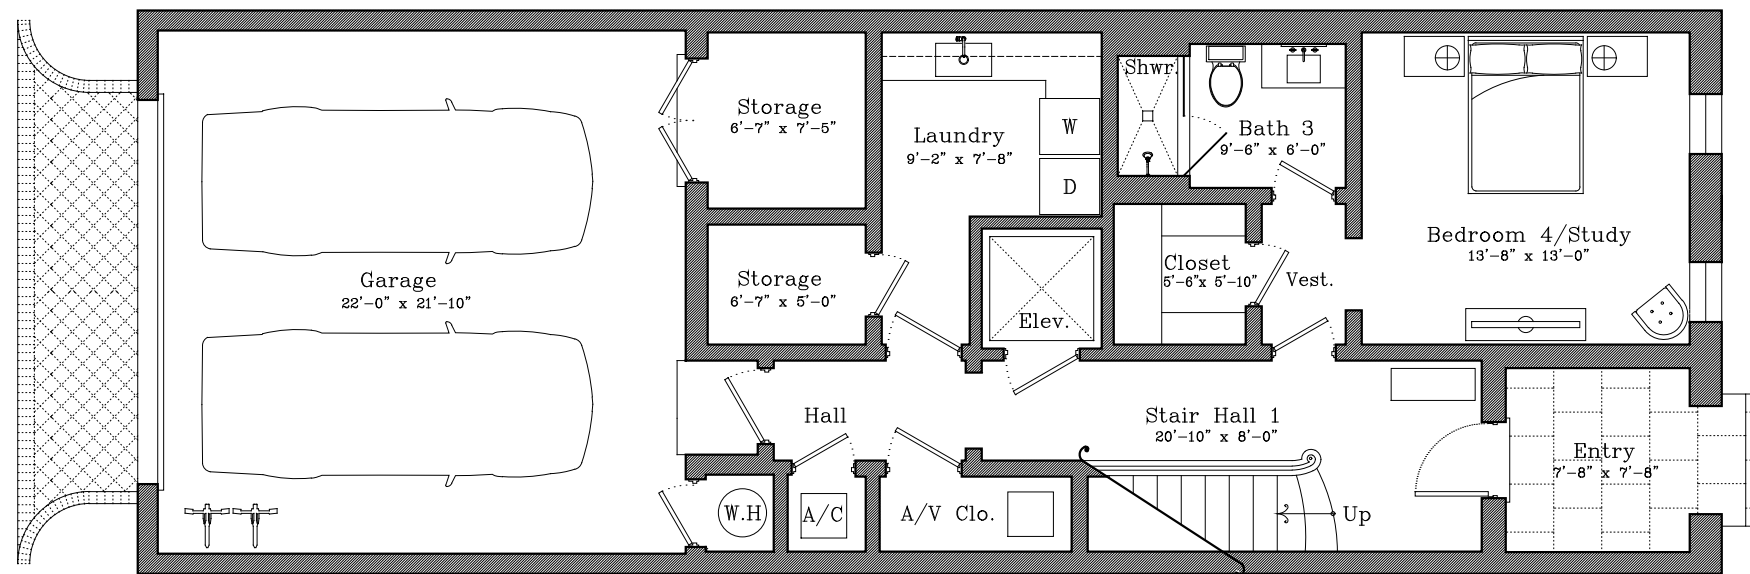 Storage
6'-7" x 7'-5"
Laundry
9'-2" x 7'-8"
W
D
Shwr.
Bath 3
9'-6" x 6'-0"
Bedroom 4/Study
13'-8" x 13'-0"
Garage
22'-0" x 21'-10"
Storage
6'-7" x 5'-0"
Elev.
Closet
5'-6"x 5'-10"
Vest.
Hall
Stair Hall 1
20'-10" x 8'-0"
Entry
7'-8" x 7'-8"
W.H
A/C
A/V Clo.
Up